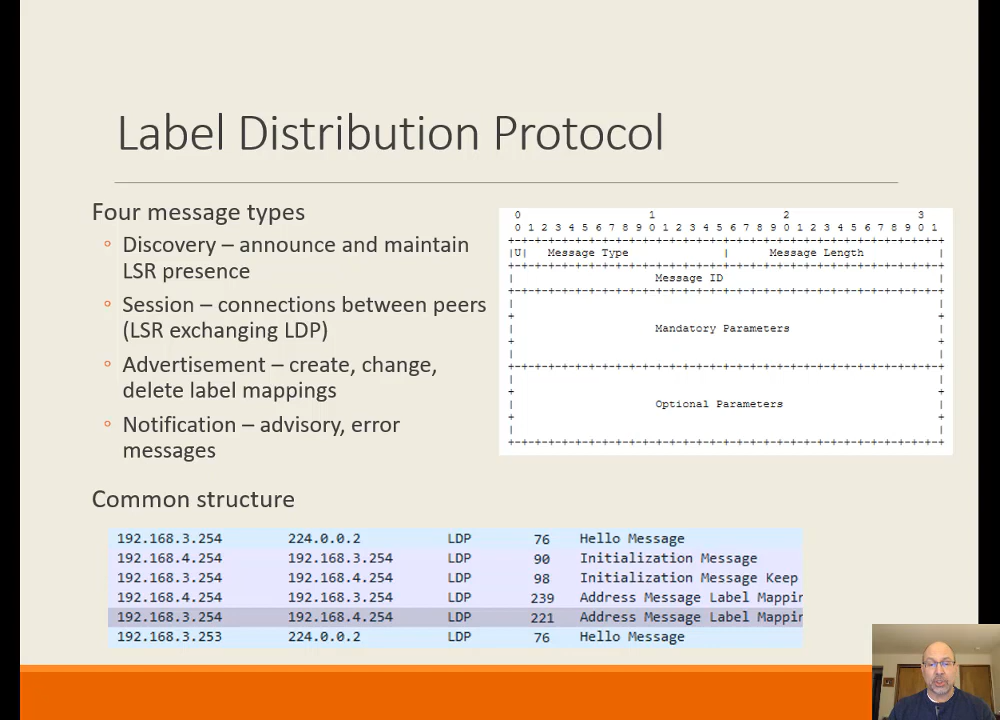 Label Distribution Protocol
Four message types
◦ Discovery – announce and maintain
LSR presence
◦ Session – connections between peers
(LSR exchanging LDP)
◦ Advertisement – create, change,
delete label mappings
◦ Notification – advisory, error
messages
0 1 2 3
0 1 2 3 4 5 6 7 8 9 0 1 2 3 4 5 6 7 8 9 0 1 2 3 4 5 6 7 8 9 0 1
+-+-+-+-+-+-+-+-+-+-+-+-+-+-+-+-+-+-+-+-+-+-+-+-+-+-+-+-+-+-+-+-+
|U| Message Type | Message Length |
+-+-+-+-+-+-+-+-+-+-+-+-+-+-+-+-+-+-+-+-+-+-+-+-+-+-+-+-+-+-+-+-+
| Message ID |
+-+-+-+-+-+-+-+-+-+-+-+-+-+-+-+-+-+-+-+-+-+-+-+-+-+-+-+-+-+-+-+-+
| |
+ +
| Mandatory Parameters |
+ +
| |
+-+-+-+-+-+-+-+-+-+-+-+-+-+-+-+-+-+-+-+-+-+-+-+-+-+-+-+-+-+-+-+-+
| |
+ +
| Optional Parameters |
+ +
| |
+-+-+-+-+-+-+-+-+-+-+-+-+-+-+-+-+-+-+-+-+-+-+-+-+-+-+-+-+-+-+-+-+
Common structure
192.168.3.254 224.0.0.2 LDP 76 Hello Message
192.168.4.254 192.168.3.254 LDP 90 Initialization Message
192.168.3.254 192.168.4.254 LDP 98 Initialization Message Keep
192.168.4.254 192.168.3.254 LDP 239 Address Message Label Mappin
192.168.3.254 192.168.4.254 LDP 221 Address Message Label Mappin
192.168.3.253 224.0.0.2 LDP 76 Hello Message